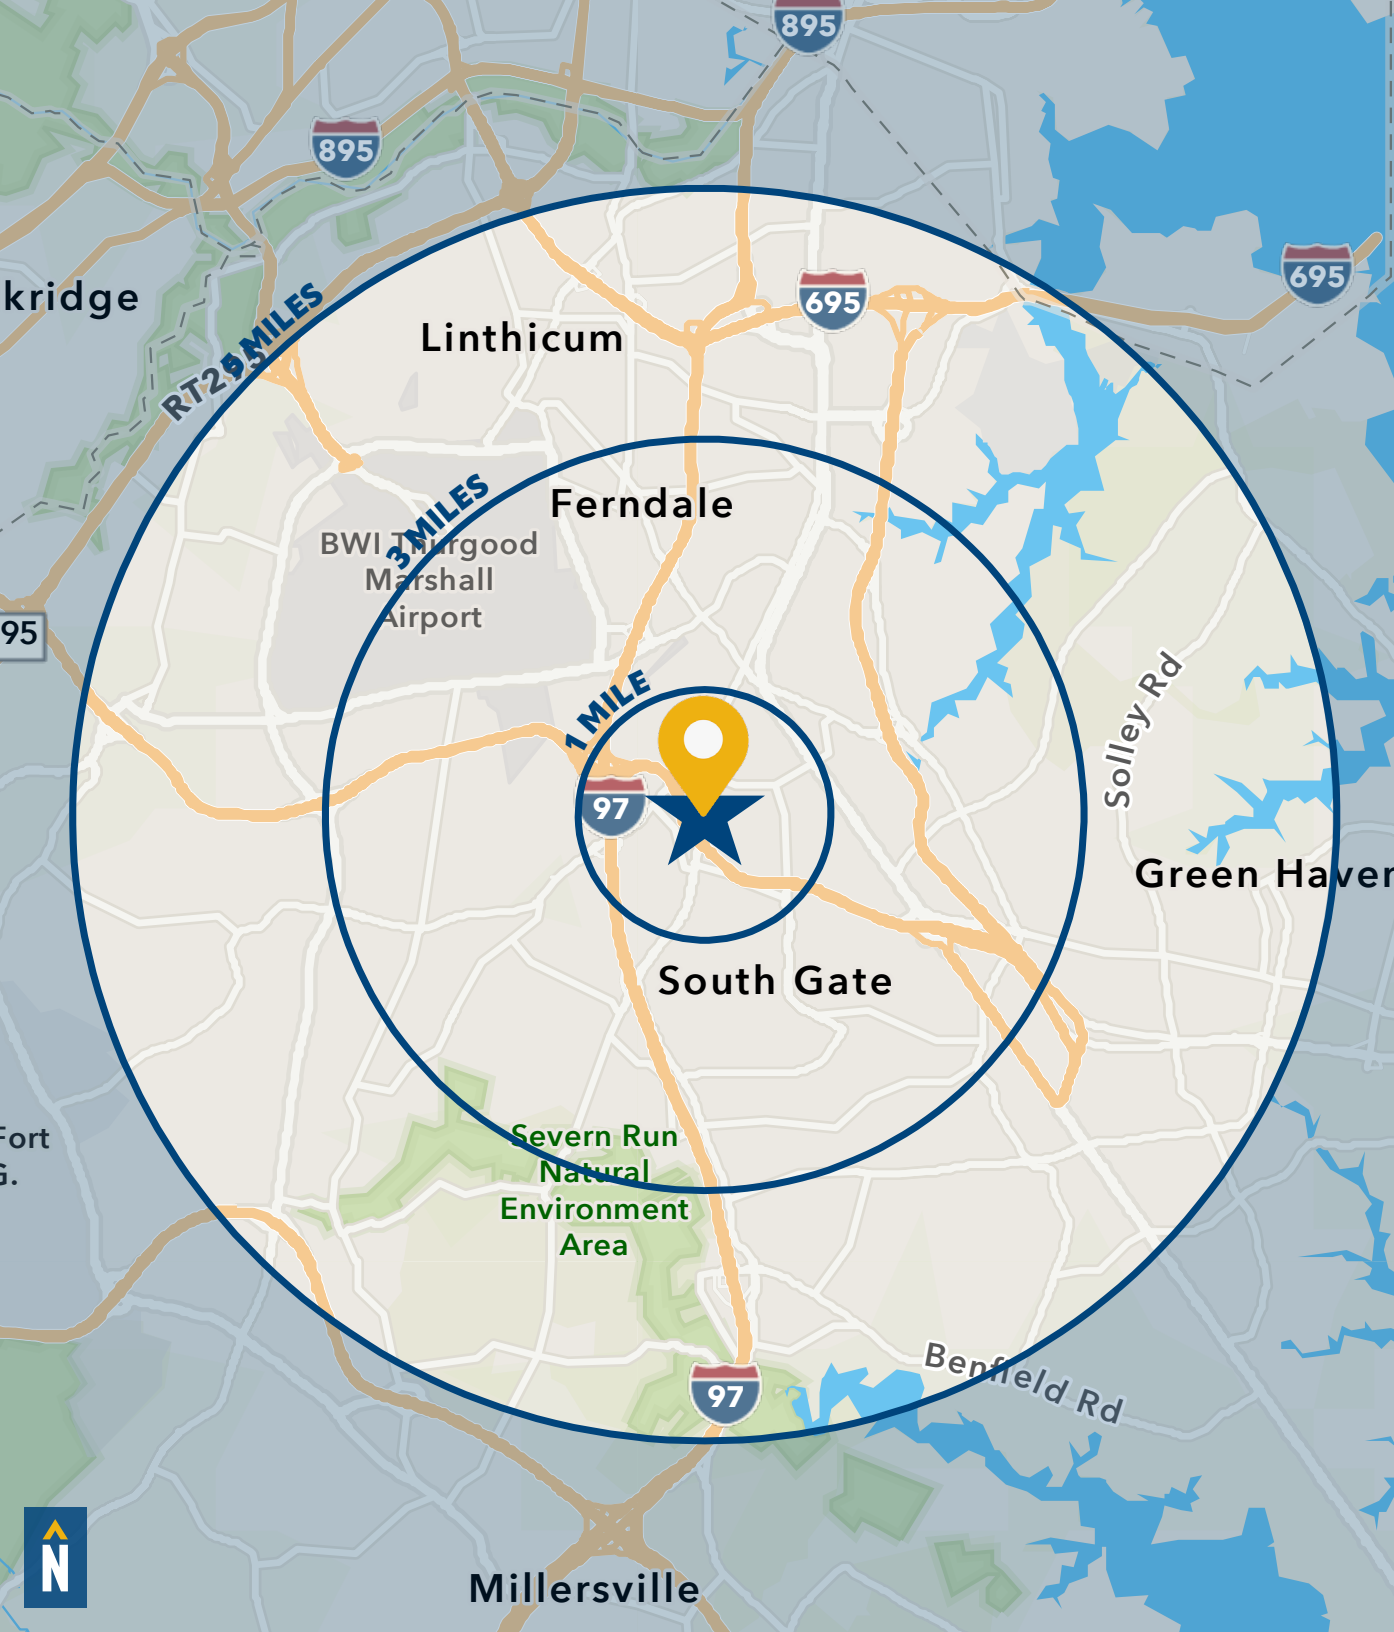 895
895
695
kridge
5 MILES
695
RT295
Linthicum
3 MILES
Ferndale
BWI Thurgood
Marshall
Airport
95
1 MILE
Solley Rd
97
Green Haven
South Gate
Severn Run
Natural
Environment
Area
Fort
G.
Benfield Rd
97
N
Millersville